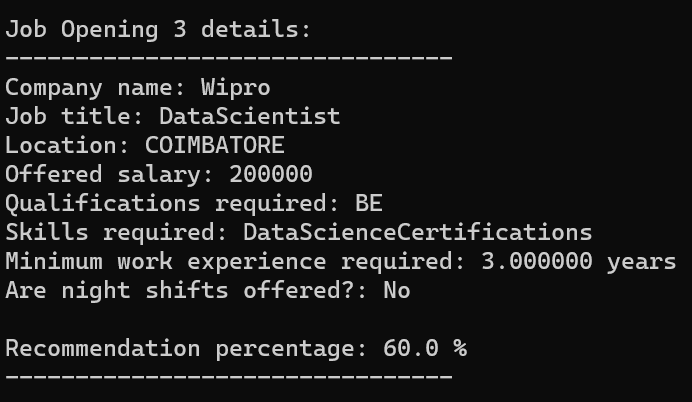 Job Opening 3 details:
--------------------------------
Company name: Wipro
Job title: DataScientist
Location: COIMBATORE
Offered salary: 200000
Qualifications required: BE
Skills required: DataScienceCertifications
Minimum work experience required: 3.000000 years
Are night shifts offered?: No
Recommendation percentage: 60.0 %
--------------------------------